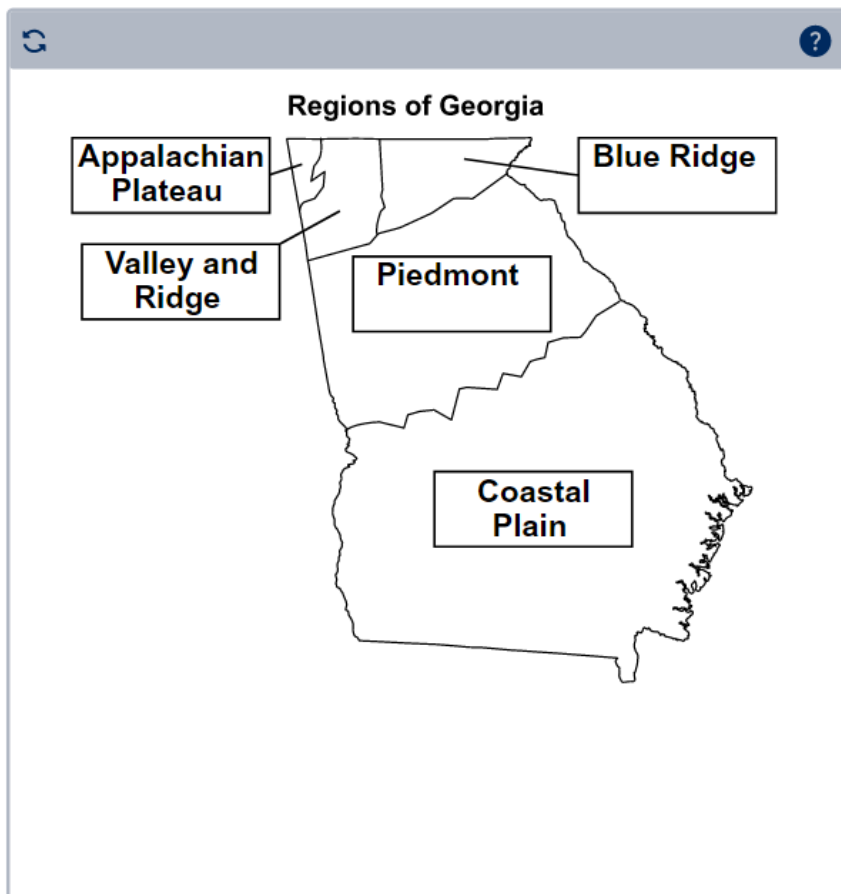 ?
Regions of Georgia
Appalachian
Plateau
Blue Ridge
Valley and
Ridge
Piedmont
Coastal
Plain